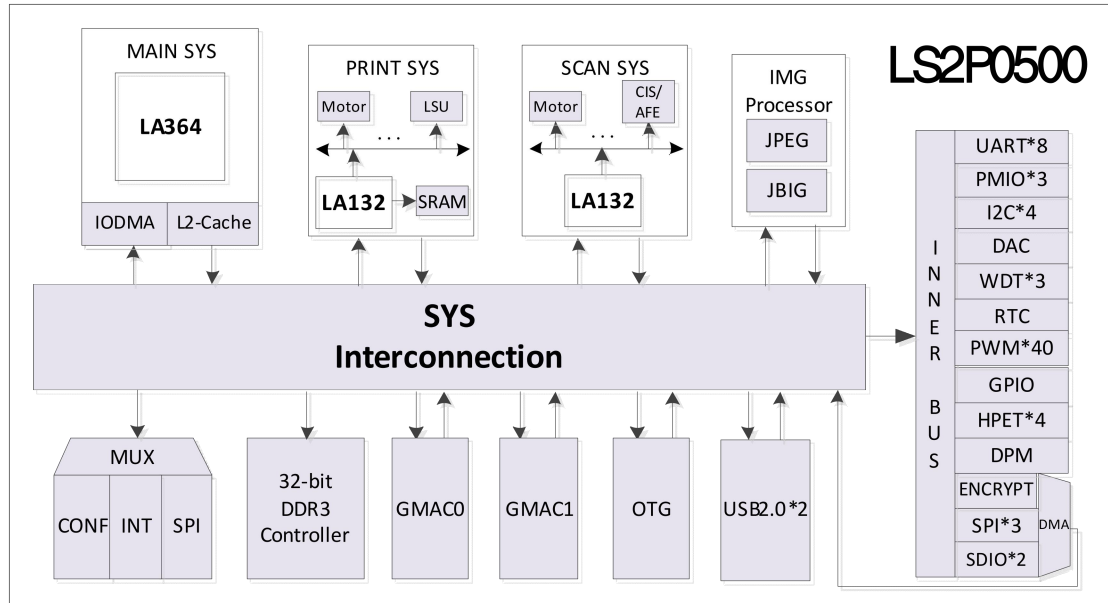 LS2P0500
MAIN SYS
LA364
IODMA
L2-Cache
PRINT SYS
Motor
LSU
...
LA132
SRAM
SCAN SYS
Motor
CIS/
AFE
...
LA132
IMG
Processor
JPEG
JBIG
SYS
Interconnection
MUX
CONF
INT
SPI
32-bit
DDR3
Controller
GMAC0
GMAC1
OTG
USB2.0*2
I
N
N
E
R
B
U
S
UART*8
PMIO*3
I2C*4
DAC
WDT*3
RTC
PWM*40
GPIO
HPET*4
DPM
ENCRYPT
SPI*3
SDIO*2
DMA